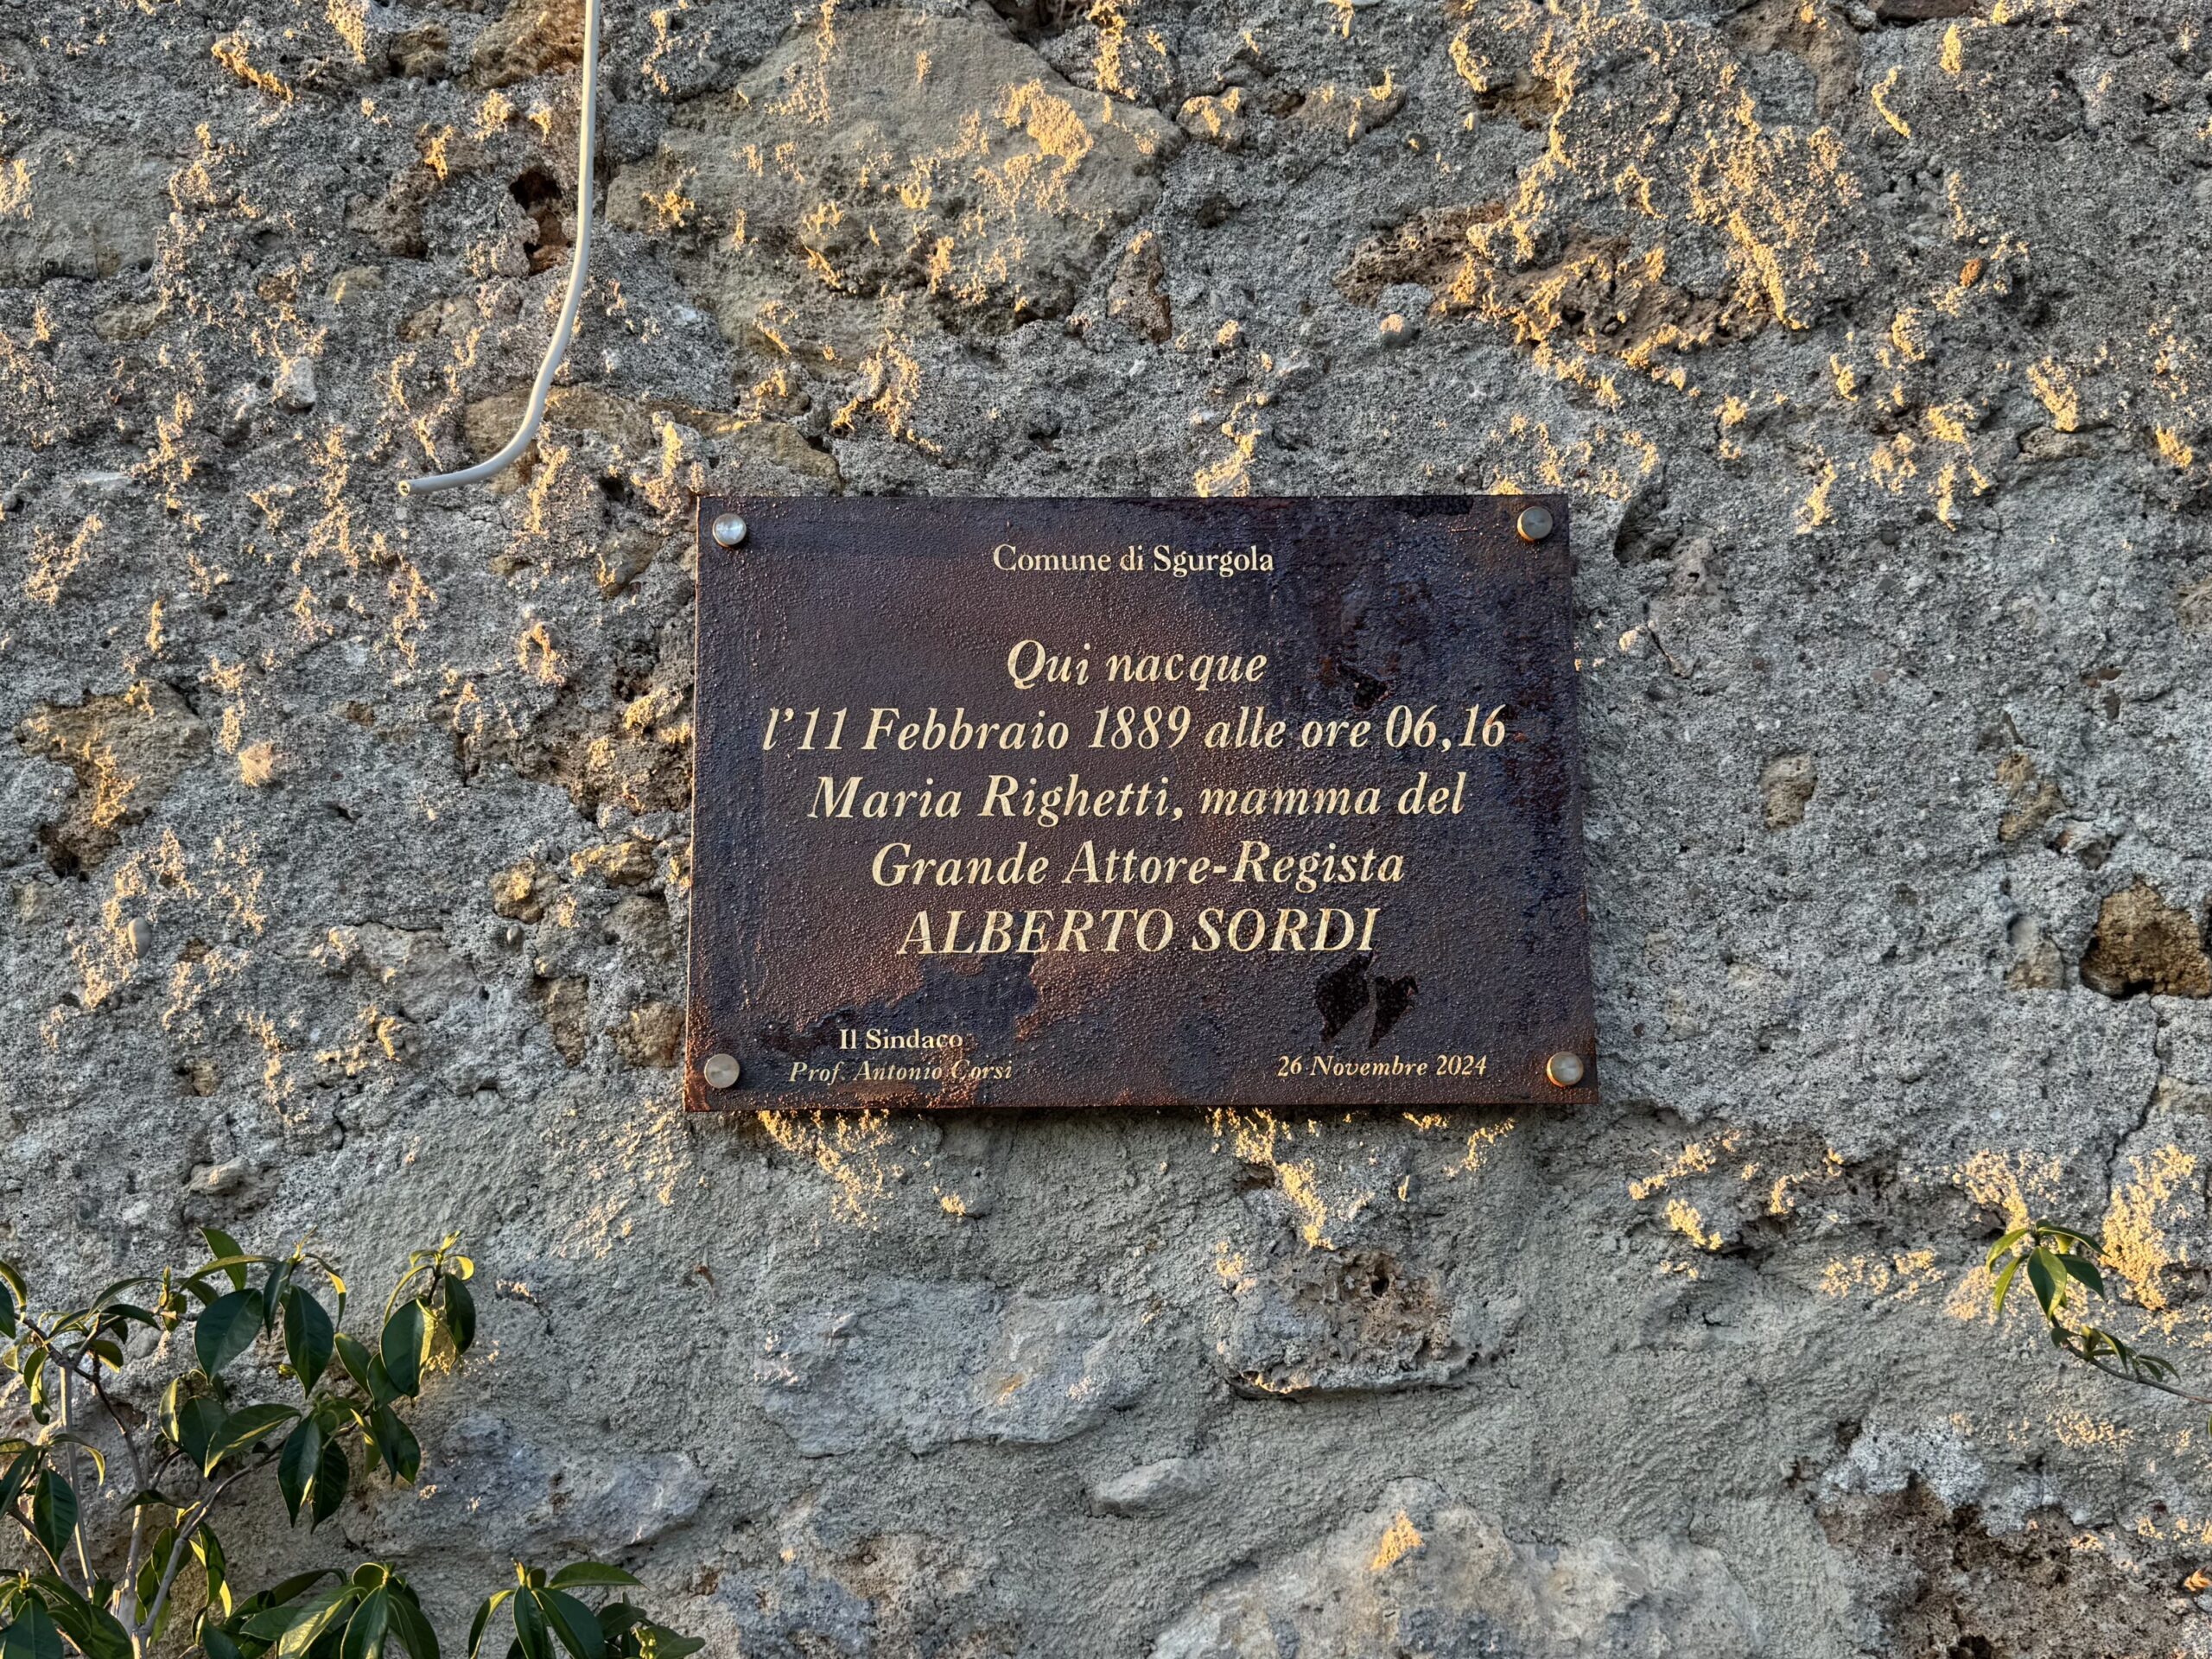 Comune di Sgurgola
Qui nacque
l'11 Febbraio 1889 alle ore 06,16
Maria Righetti, mamma del
Grande Attore-Regista
ALBERTO SORDI
Il Sindaco
Prof. Antonio Corsi
26 Novembre 2024